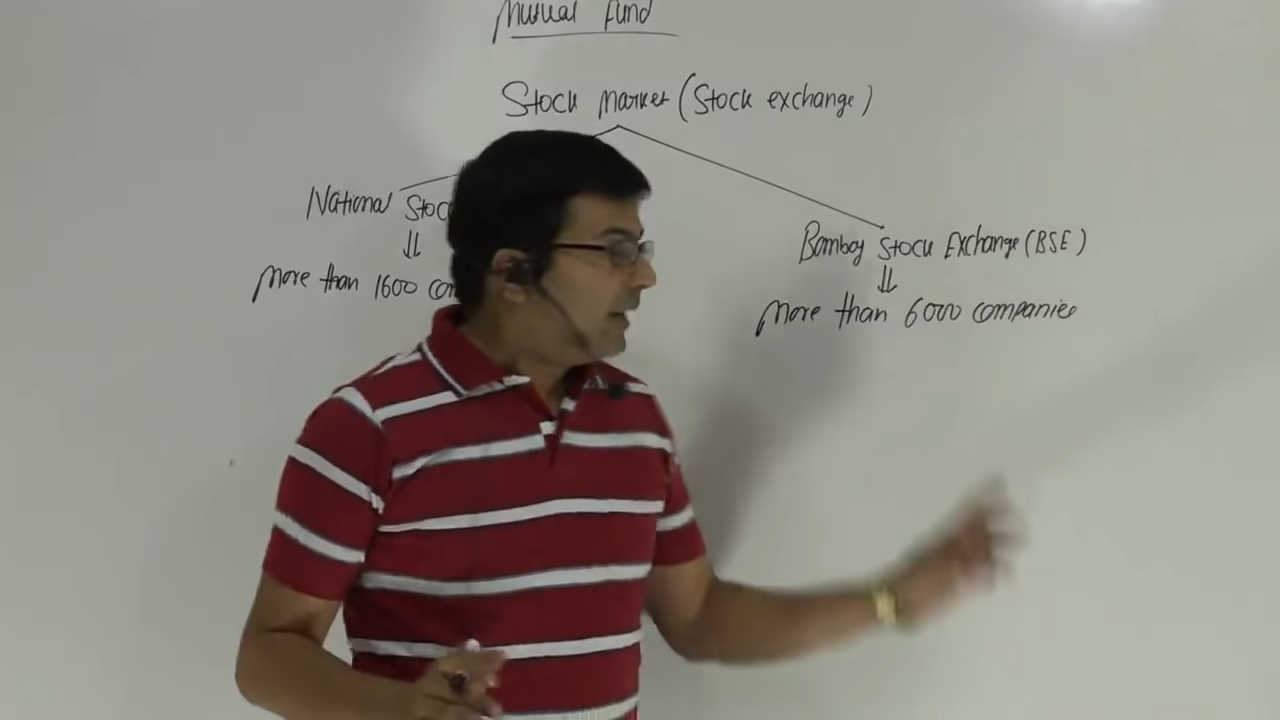 Mutual Fund
Stock Market (Stock exchange)
National Stoc
Bombay Stock Exchange (BSE)
⇓
⇓
More than 1600 com
More than 6000 companies